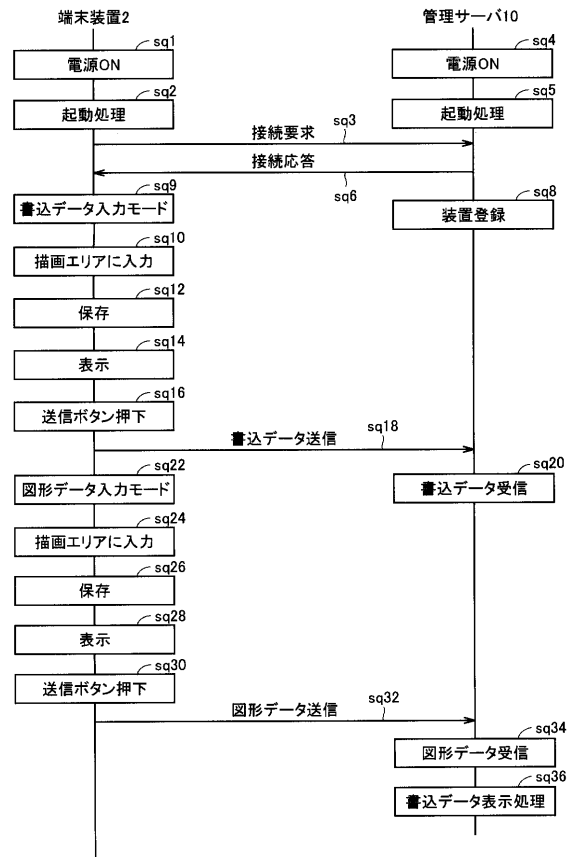 端末装置2
管理サーバ10
sq1
電源ON
sq4
電源ON
sq2
起動処理
sq5
起動処理
接続要求
sq3
接続応答
sq6
sq9
書込データ入力モード
sq8
装置登録
sq10
描画エリアに入力
sq12
保存
sq14
表示
sq16
送信ボタン押下
書込データ送信
sq18
sq22
図形データ入力モード
sq20
書込データ受信
sq24
描画エリアに入力
sq26
保存
sq28
表示
sq30
送信ボタン押下
図形データ送信
sq32
sq34
図形データ受信
sq36
書込データ表示処理